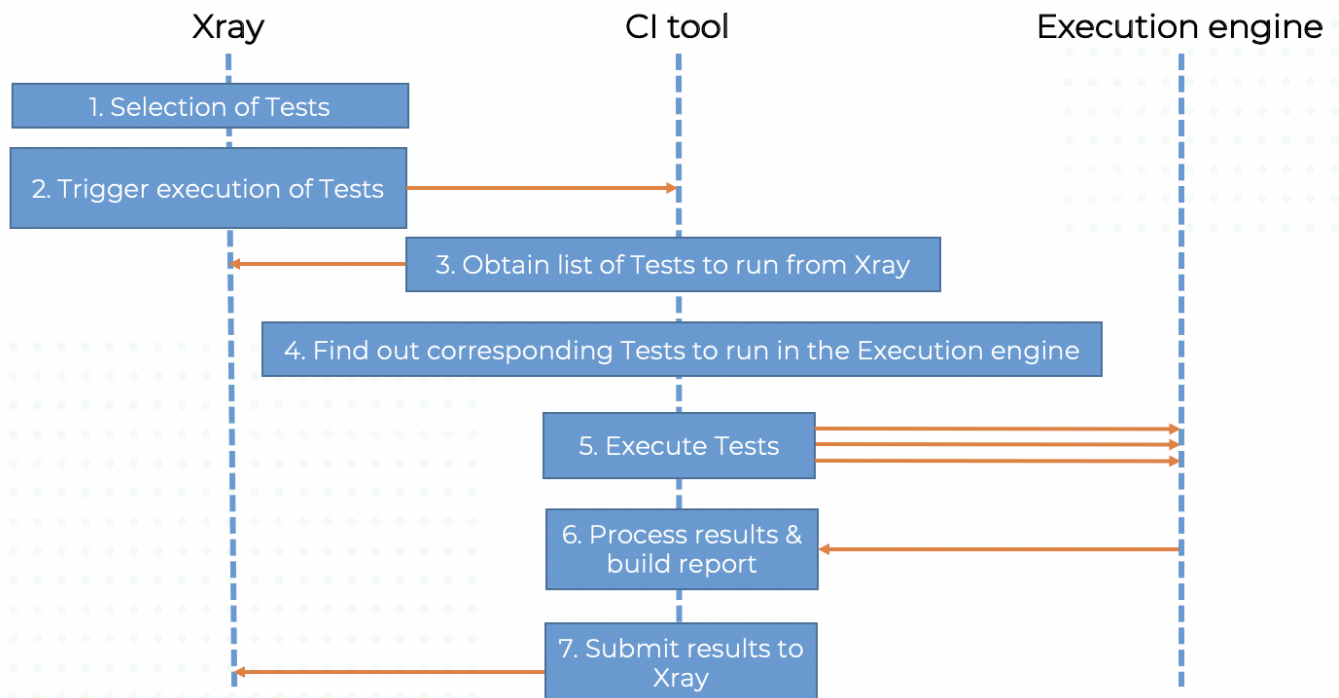 Xray CI tool Execution engine
1. Selection of Tests
2. Trigger execution of Tests
3. Obtain list of Tests to run from Xray
4. Find out corresponding Tests to run in the Execution engine
5. Execute Tests
6. Process results &
build report
7. Submit results to
Xray